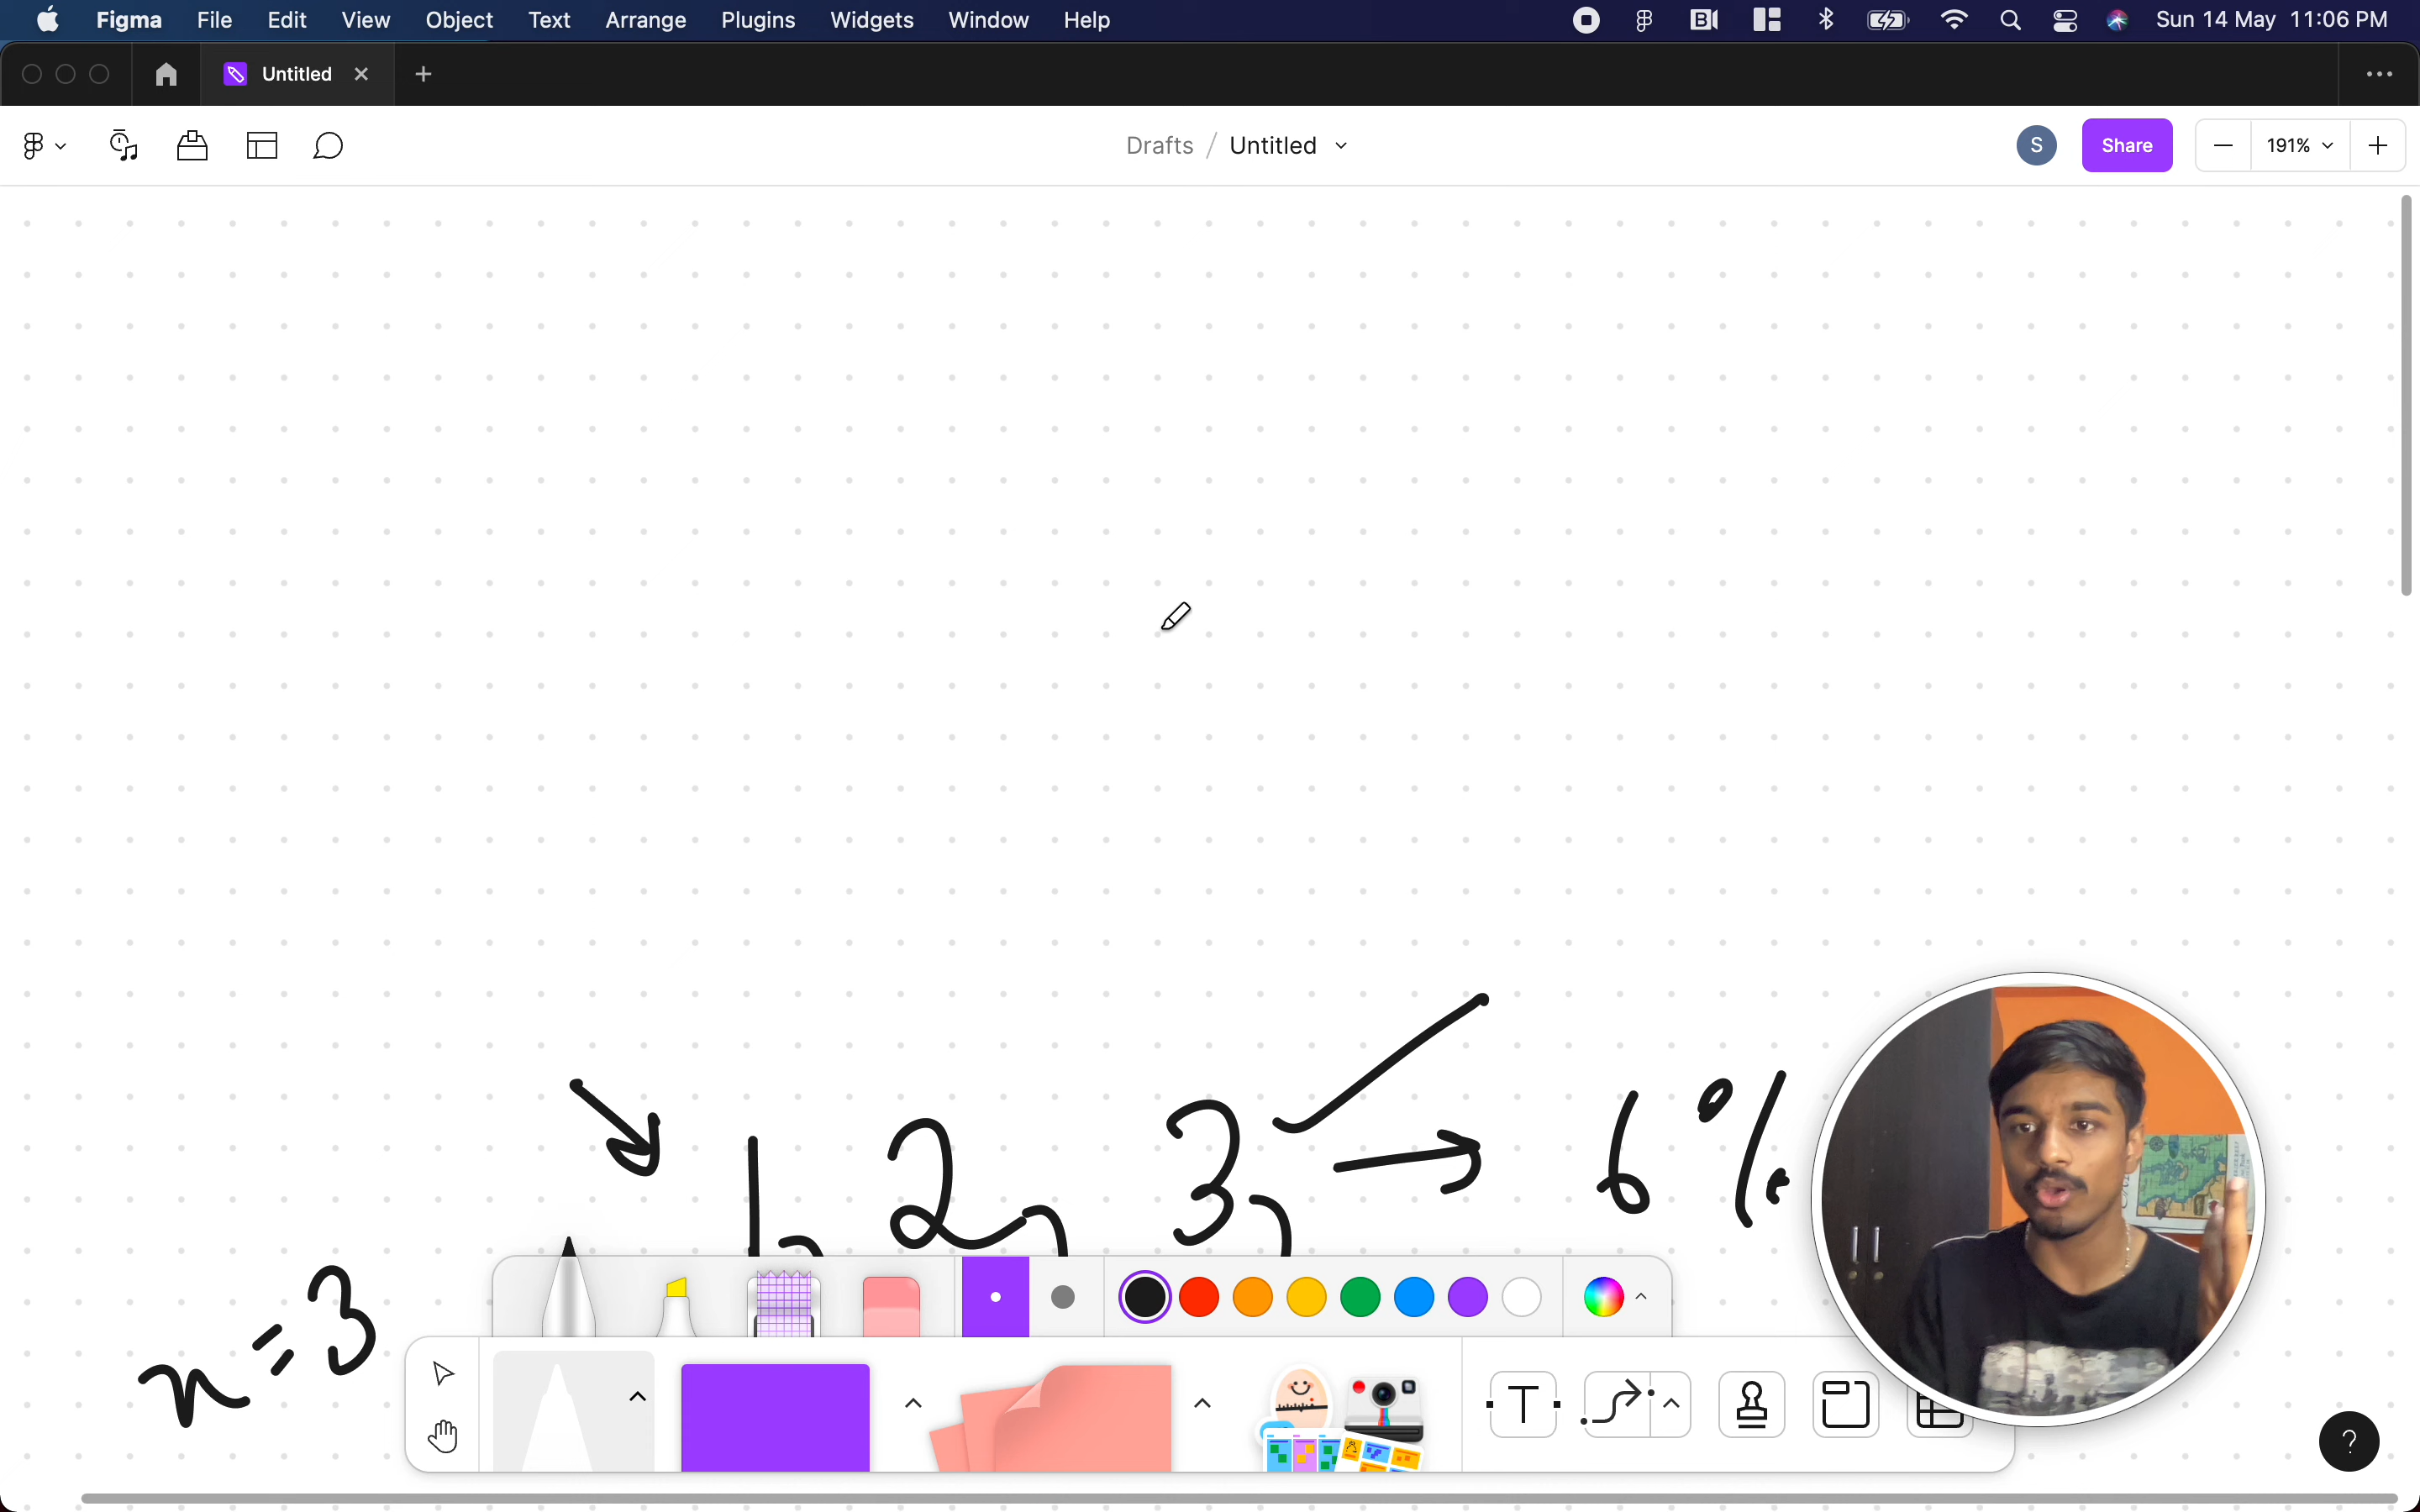 Figma File Edit View Object Text Arrange Plugins Widgets Window Help Sun 14 May 11:06 PM
Untitled
Drafts / Untitled S Share 191%
1, 2, 3, → 6 %
n=3
T
?